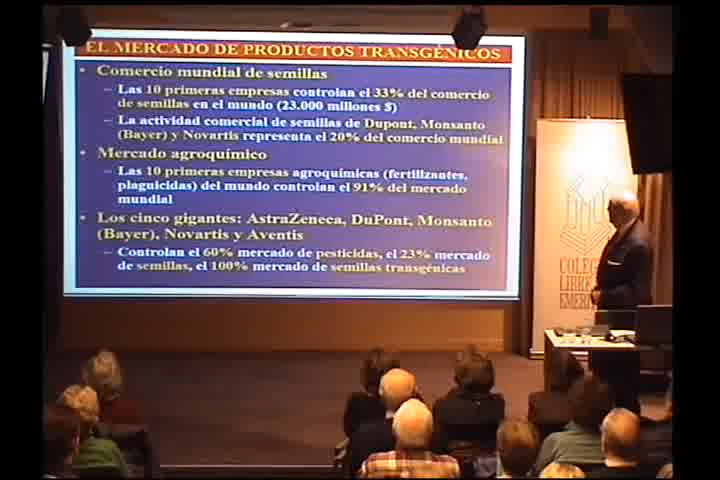 EL MERCADO DE PRODUCTOS TRANSGÉNICOS
• Comercio mundial de semillas
– Las 10 primeras empresas controlan el 33% del comercio
de semillas en el mundo (23.000 millones $)
– La actividad comercial de semillas de Dupont, Monsanto
(Bayer) y Novartis representa el 20% del comercio mundial
• Mercado agroquímico
– Las 10 primeras empresas agroquímicas (fertilizantes,
plaguicidas) del mundo controlan el 91% del mercado
mundial
• Los cinco gigantes: AstraZeneca, DuPont, Monsanto
(Bayer), Novartis y Aventis
– Controlan el 60% mercado de pesticidas, el 23% mercado
de semillas, el 100% mercado de semillas transgénicas
COLEG
LIBRE
EMERI